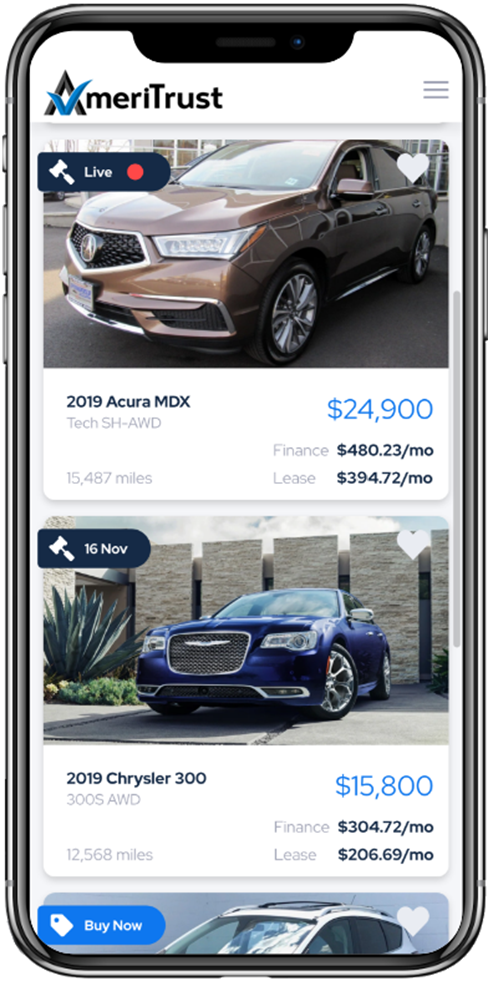 AmeriTrust
Live
2019 Acura MDX
$24,900
Tech SH-AWD
Finance $480.23/mo
15,487 miles
Lease $394.72/mo
16 Nov
2019 Chrysler 300
$15,800
300S AWD
Finance $304.72/mo
12,568 miles
Lease $206.69/mo
Buy Now